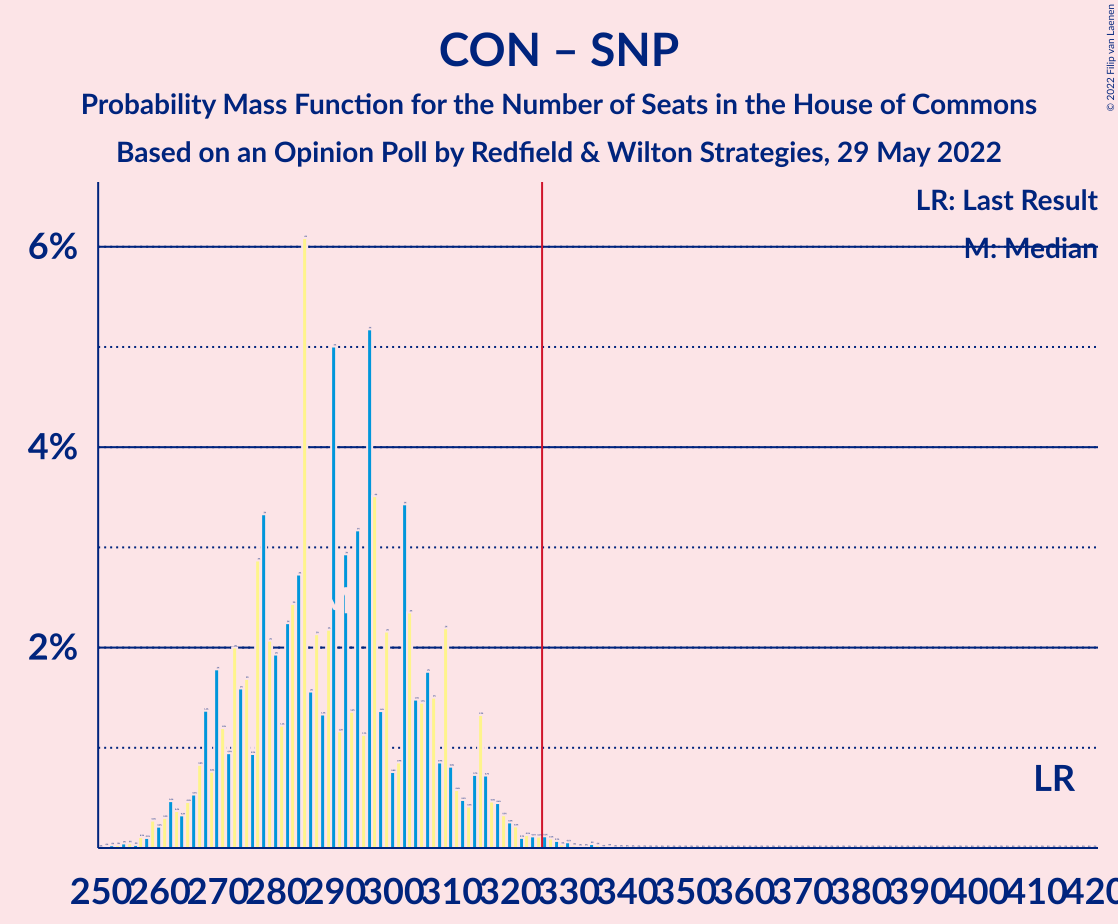 CON – SNP
Probability Mass Function for the Number of Seats in the House of Commons
Based on an Opinion Poll by Redfield & Wilton Strategies, 29 May 2022
© 2022 Filip van Laenen
LR: Last Result
M: Median
6%
4%
2%
M
LR
250 260 270 280 290 300 310 320 330 340 350 360 370 380 390 400 410 420